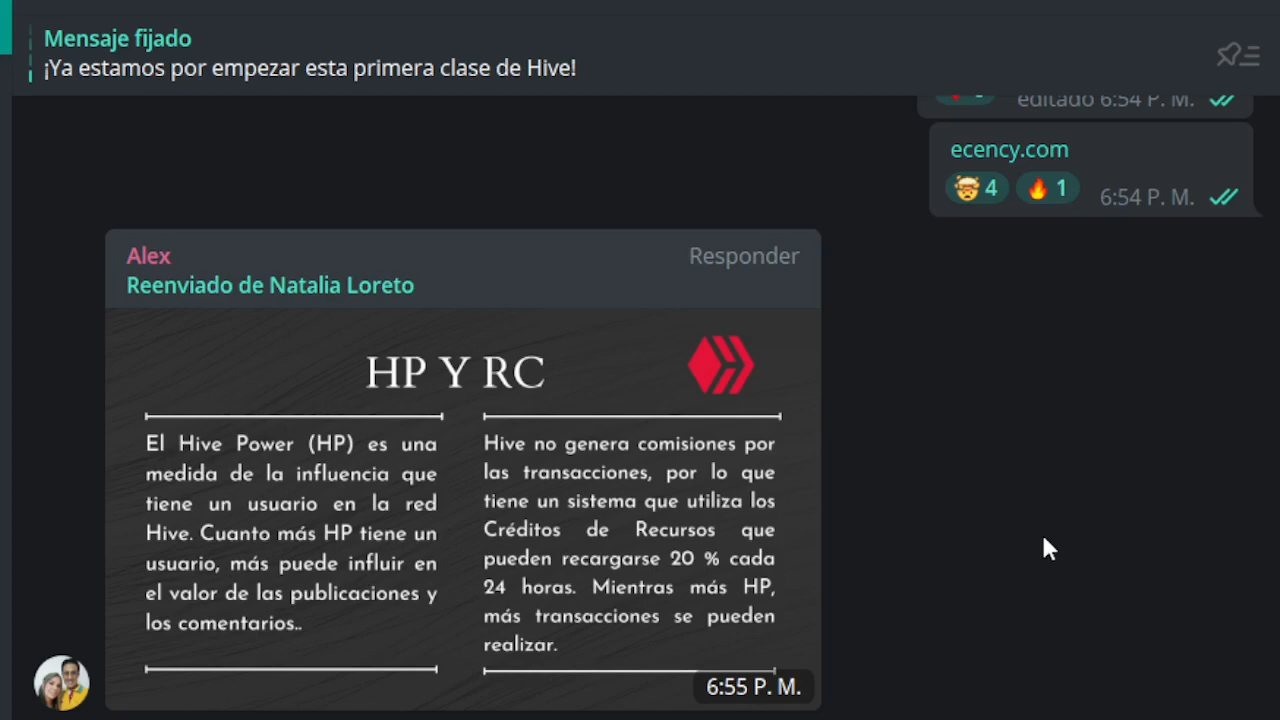 Mensaje fijado
¡Ya estamos por empezar esta primera clase de Hive!
editado 6:54 P. M.
ecency.com
4 1 6:54 P. M.
Alex Responder
Reenviado de Natalia Loreto
HP Y RC
El Hive Power (HP) es una
medida de la influencia que
tiene un usuario en la red
Hive. Cuanto más HP tiene un
usuario, más puede influir en
el valor de las publicaciones y
los comentarios..
Hive no genera comisiones por
las transacciones, por lo que
tiene un sistema que utiliza los
Créditos de Recursos que
pueden recargarse 20 % cada
24 horas. Mientras más HP,
más transacciones se pueden
realizar.
6:55 P. M.